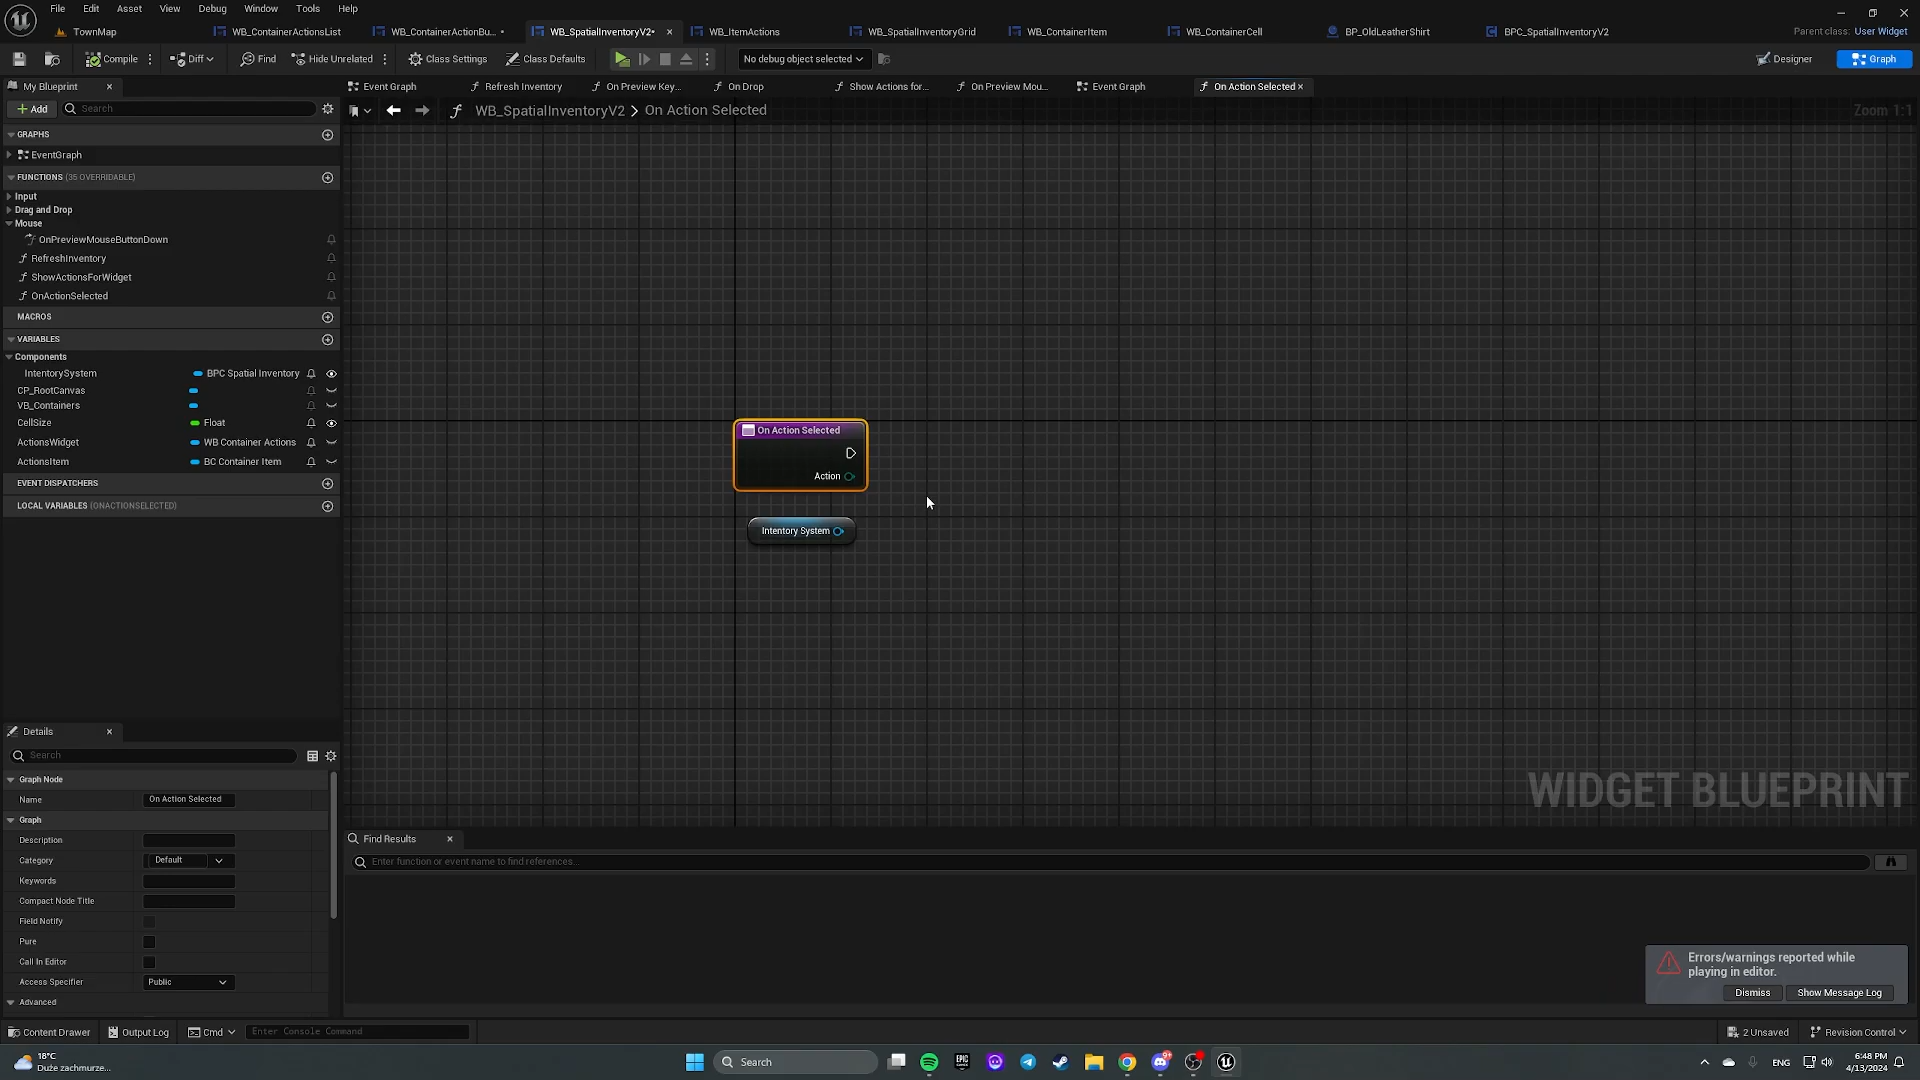 File Edit Asset View Window Debug Tools Help
TownMap WB_ContainerActionsList WB_ContainerActionBu... • WB_SpatialInventoryV2• WB_ItemActions WB_SpatialInventoryGrid WB_ContainerItem WB_ContainerCell BP_OldLeatherShirt BPC_SpatialInventoryV2 Parent class: User Widget
Compile Diff Find Hide Unrelated Class Settings Class Defaults No debug object selected Designer Graph
My Blueprint Event Graph Refresh Inventory On Preview Key... On Drop Show Actions for... On Preview Mou... Event Graph On Action Selected
Add Search WB_SpatialInventoryV2 > On Action Selected Zoom 1:1
GRAPHS
EventGraph
FUNCTIONS (35 OVERRIDABLE)
Input
Drag and Drop
Mouse
OnPreviewMouseButtonDown
RefreshInventory
ShowActionsForWidget
OnActionSelected
MACROS
VARIABLES
Components
IntentorySystem BPC Spatial Inventory
CP_RootCanvas
VB_Containers
CellSize Float
ActionsWidget WB Container Actions
ActionsItem BC Container Item
EVENT DISPATCHERS
LOCAL VARIABLES (ONACTIONSELECTED)
On Action Selected
Action
Intentory System
WIDGET BLUEPRINT
Details
Search
Graph Node
Name On Action Selected
Graph
Description
Category Default
Keywords
Compact Node Title
Field Notify
Pure
Call In Editor
Access Specifier Public
Advanced
Find Results
Enter function or event name to find references...
Errors/warnings reported while
playing in editor.
Dismiss Show Message Log
Content Drawer Output Log Cmd Enter Console Command 2 Unsaved Revision Control
18°C
Duże zachmurze...
Search
EPIC
GAMES
9+
ENG
6:48 PM
4/13/2024